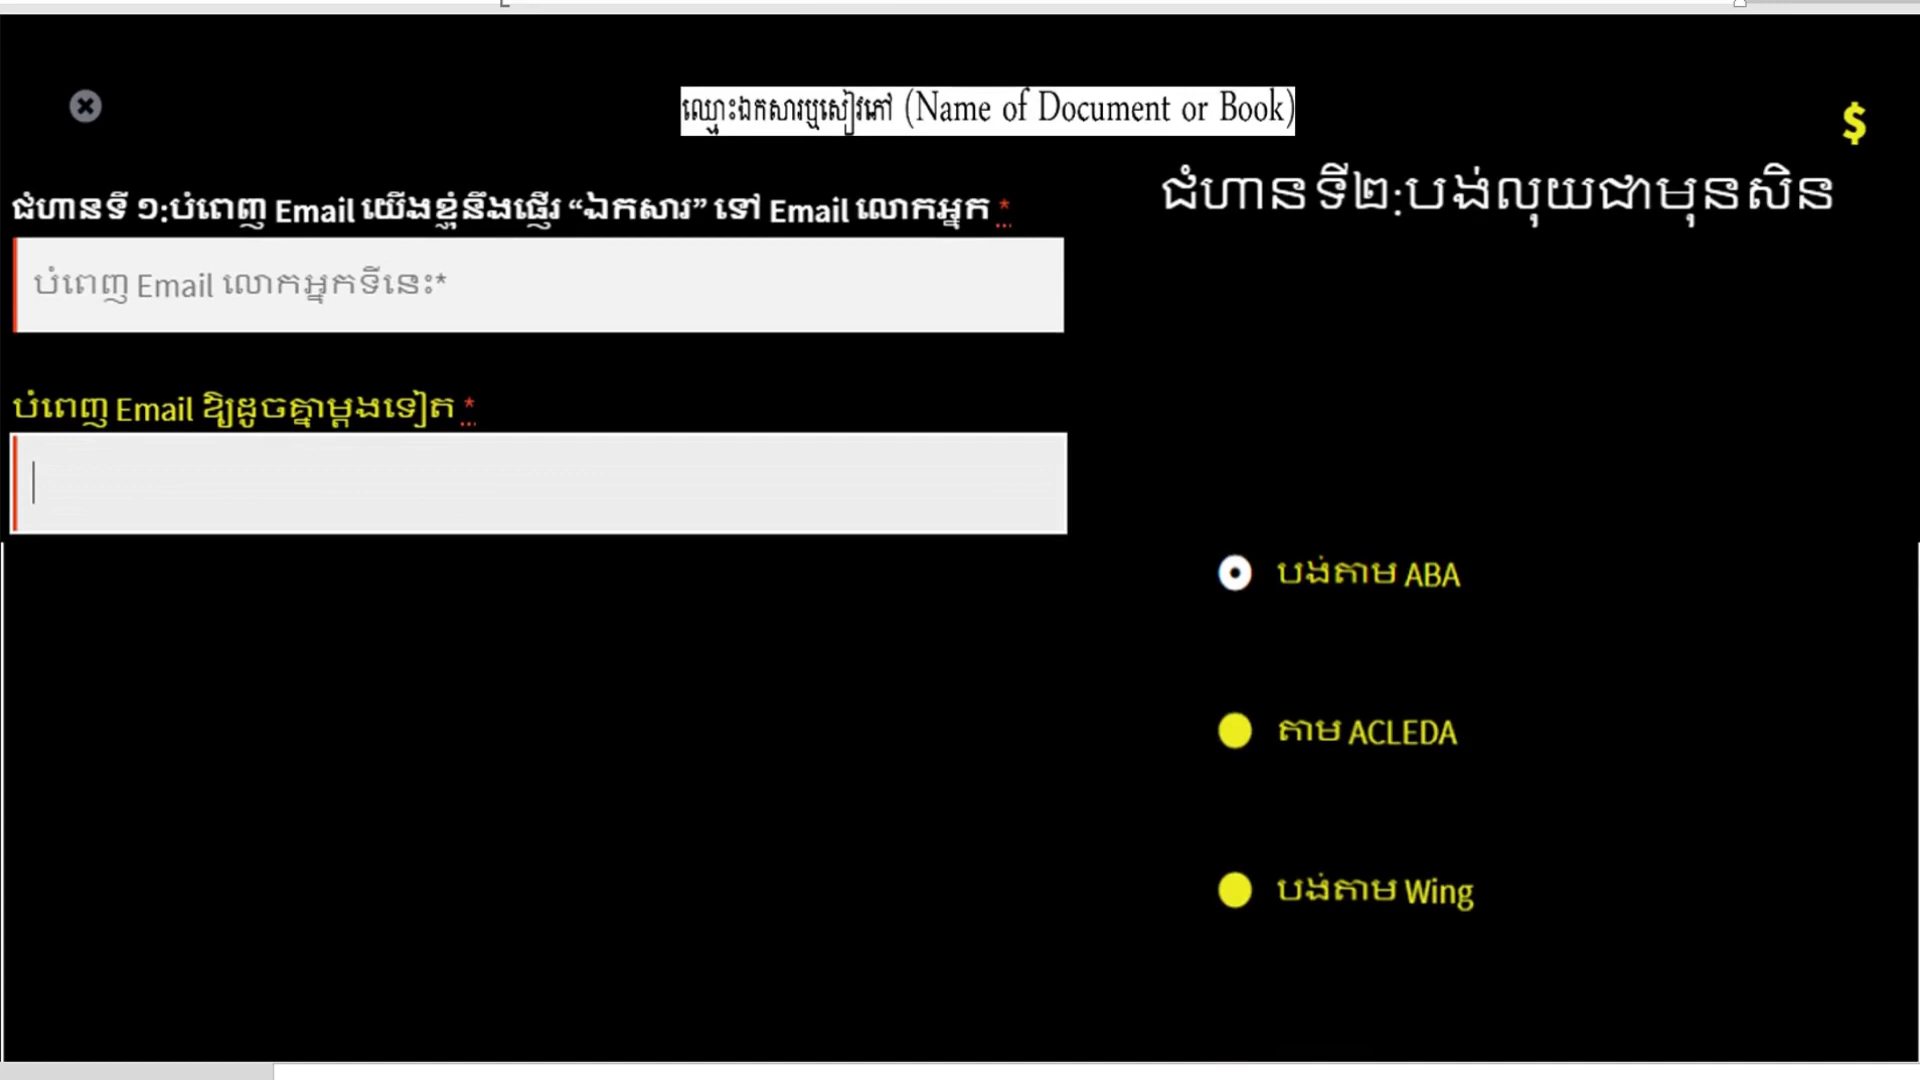 ឈ្មោះឯកសារឬសៀវភៅ (Name of Document or Book)
$
ជំហានទី ១:បំពេញ Email យើងខ្ញុំនឹងផ្ញើរ “ឯកសារ” ទៅ Email លោកអ្នក *
បំពេញ Email លោកអ្នកទីនេះ*
បំពេញ Email ឱ្យដូចគ្នាម្តងទៀត *
ជំហានទី២:បង់លុយជាមុនសិន
បង់តាម ABA
តាម ACLEDA
បង់តាម Wing